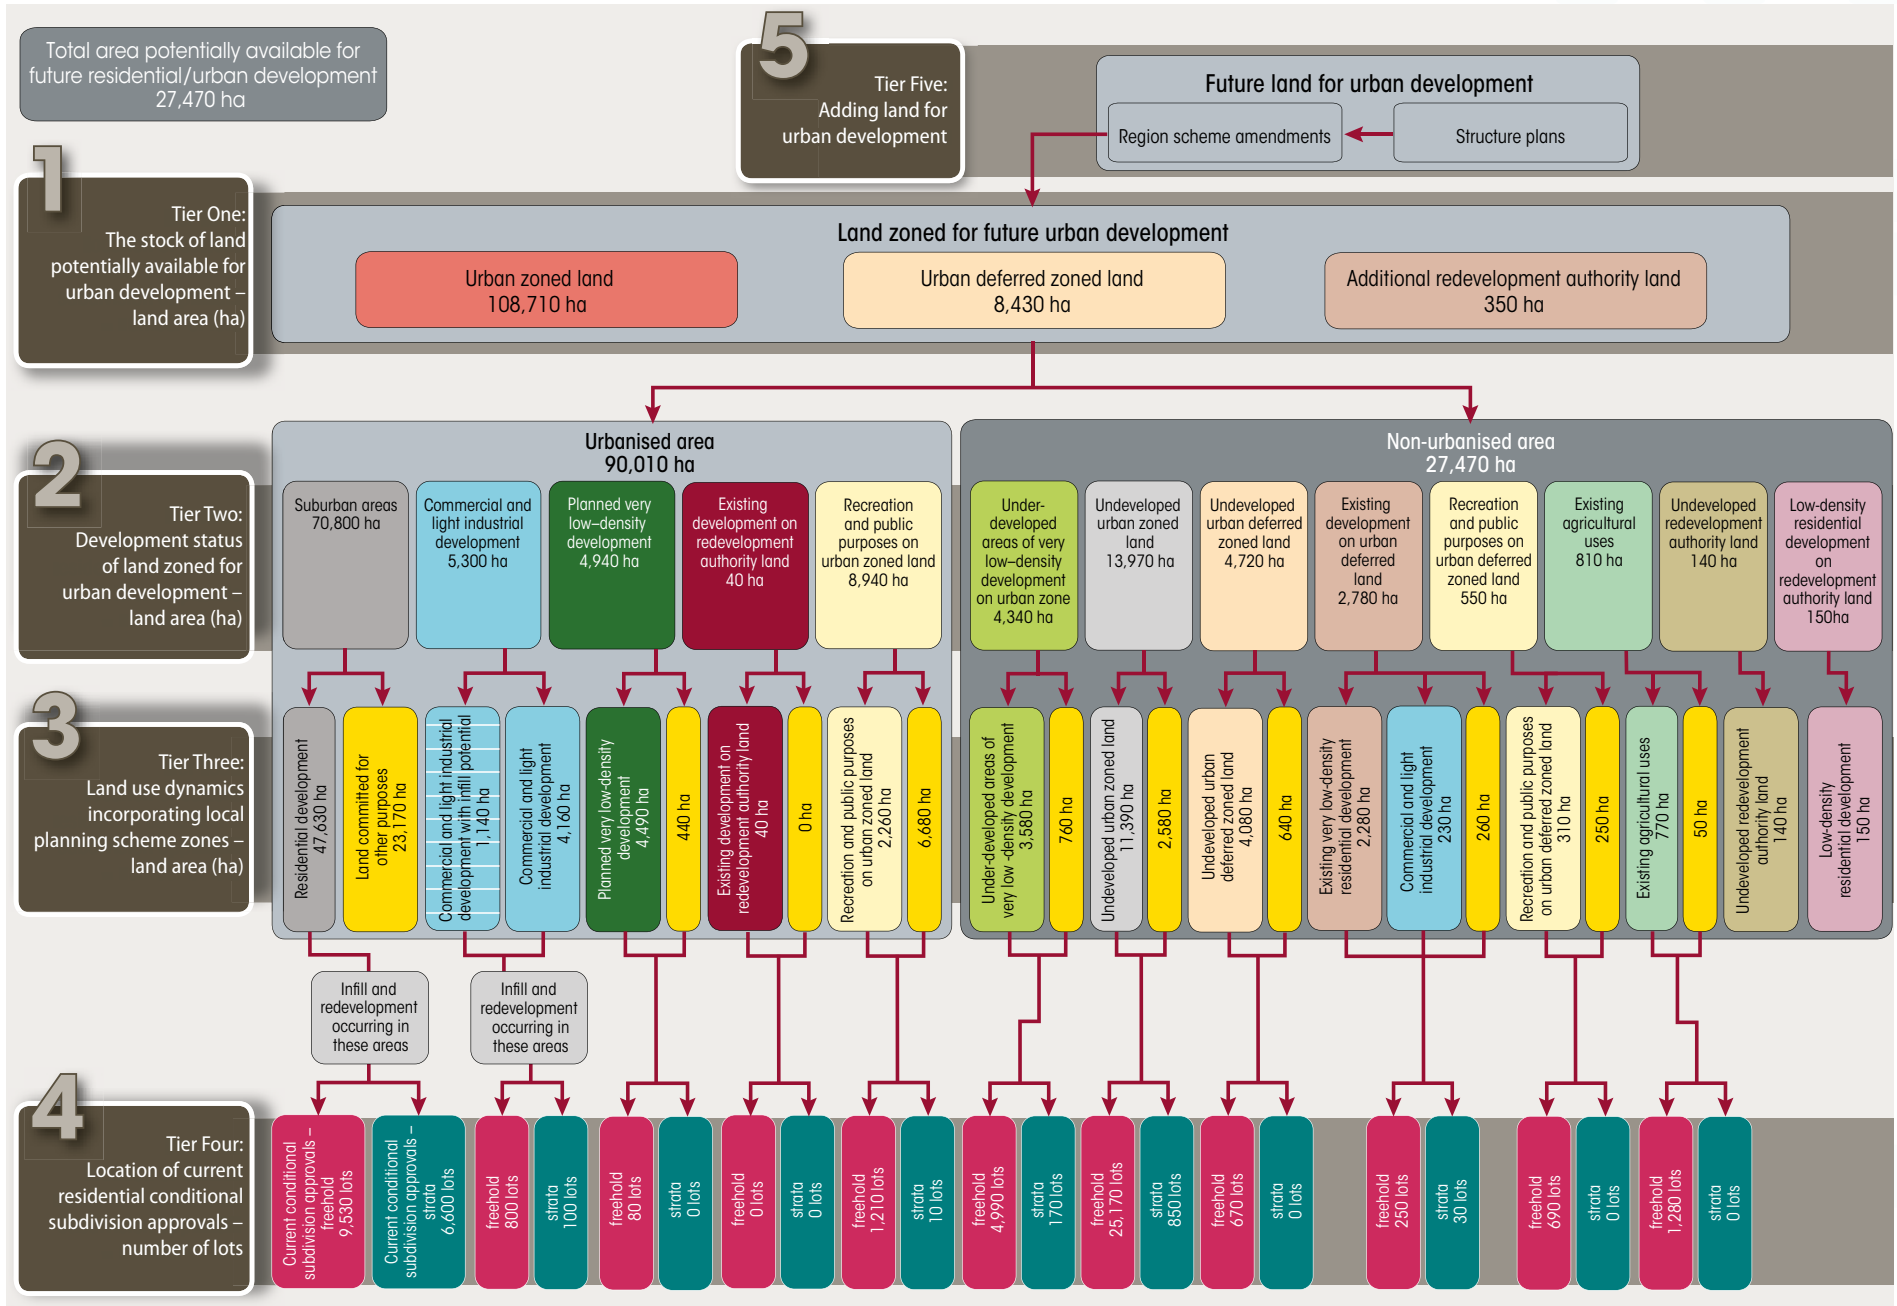 Total area potentially available for
future residential/urban development
27,470 ha
5
Tier Five:
Adding land for
urban development
Future land for urban development
Region scheme amendments
Structure plans
1
Tier One:
The stock of land
potentially available for
urban development –
land area (ha)
Land zoned for future urban development
Urban zoned land
108,710 ha
Urban deferred zoned land
8,430 ha
Additional redevelopment authority land
350 ha
2
Tier Two:
Development status
of land zoned for
urban development –
land area (ha)
Urbanised area
90,010 ha
Suburban areas
70,800 ha
Commercial and
light industrial
development
5,300 ha
Planned very
low–density
development
4,940 ha
Existing
development on
redevelopment
authority land
40 ha
Recreation
and public
purposes on
urban zoned land
8,940 ha
Non-urbanised area
27,470 ha
Under-
developed
areas of very
low–density
development
on urban zone
4,340 ha
Undeveloped
urban zoned
land
13,970 ha
Undeveloped
urban deferred
zoned land
4,720 ha
Existing
development
on urban
deferred
land
2,780 ha
Recreation
and public
purposes on
urban deferred
zoned land
550 ha
Existing
agricultural
uses
810 ha
Undeveloped
redevelopment
authority land
140 ha
Low-density
residential
development
on
redevelopment
authority land
150ha
3
Tier Three:
Land use dynamics
incorporating local
planning scheme zones –
land area (ha)
Residential development
47,630 ha
Land committed for
other purposes
23,170 ha
Commercial and light industrial
development with infill potential
1,140 ha
Commercial and light
industrial development
4,160 ha
Planned very low-density
development
4,490 ha
440 ha
Existing development on
redevelopment authority land
40 ha
0 ha
Recreation and public purposes
on urban zoned land
2,260 ha
6,680 ha
Under-developed areas of
very low -density development
3,580 ha
760 ha
Undeveloped urban zoned land
11,390 ha
2,580 ha
Undeveloped urban
deferred zoned land
4,080 ha
640 ha
Existing very low-density
residential development
2,280 ha
Commercial and light
industrial development
230 ha
260 ha
Recreation and public purposes
on urban deferred zoned land
310 ha
250 ha
Existing agricultural uses
770 ha
50 ha
Undeveloped redevelopment
authority land
140 ha
Low-density
residential development
150 ha
Infill and
redevelopment
occurring in
these areas
Infill and
redevelopment
occurring in
these areas
4
Tier Four:
Location of current
residential conditional
subdivision approvals –
number of lots
Current conditional
subdivision approvals –
freehold
9,530 lots
Current conditional
subdivision approvals –
strata
6,600 lots
freehold
800 lots
strata
100 lots
freehold
80 lots
strata
0 lots
freehold
0 lots
strata
0 lots
freehold
1,210 lots
strata
10 lots
freehold
4,990 lots
strata
170 lots
freehold
25,170 lots
strata
850 lots
freehold
670 lots
strata
0 lots
freehold
250 lots
strata
30 lots
freehold
690 lots
strata
0 lots
freehold
1,280 lots
strata
0 lots